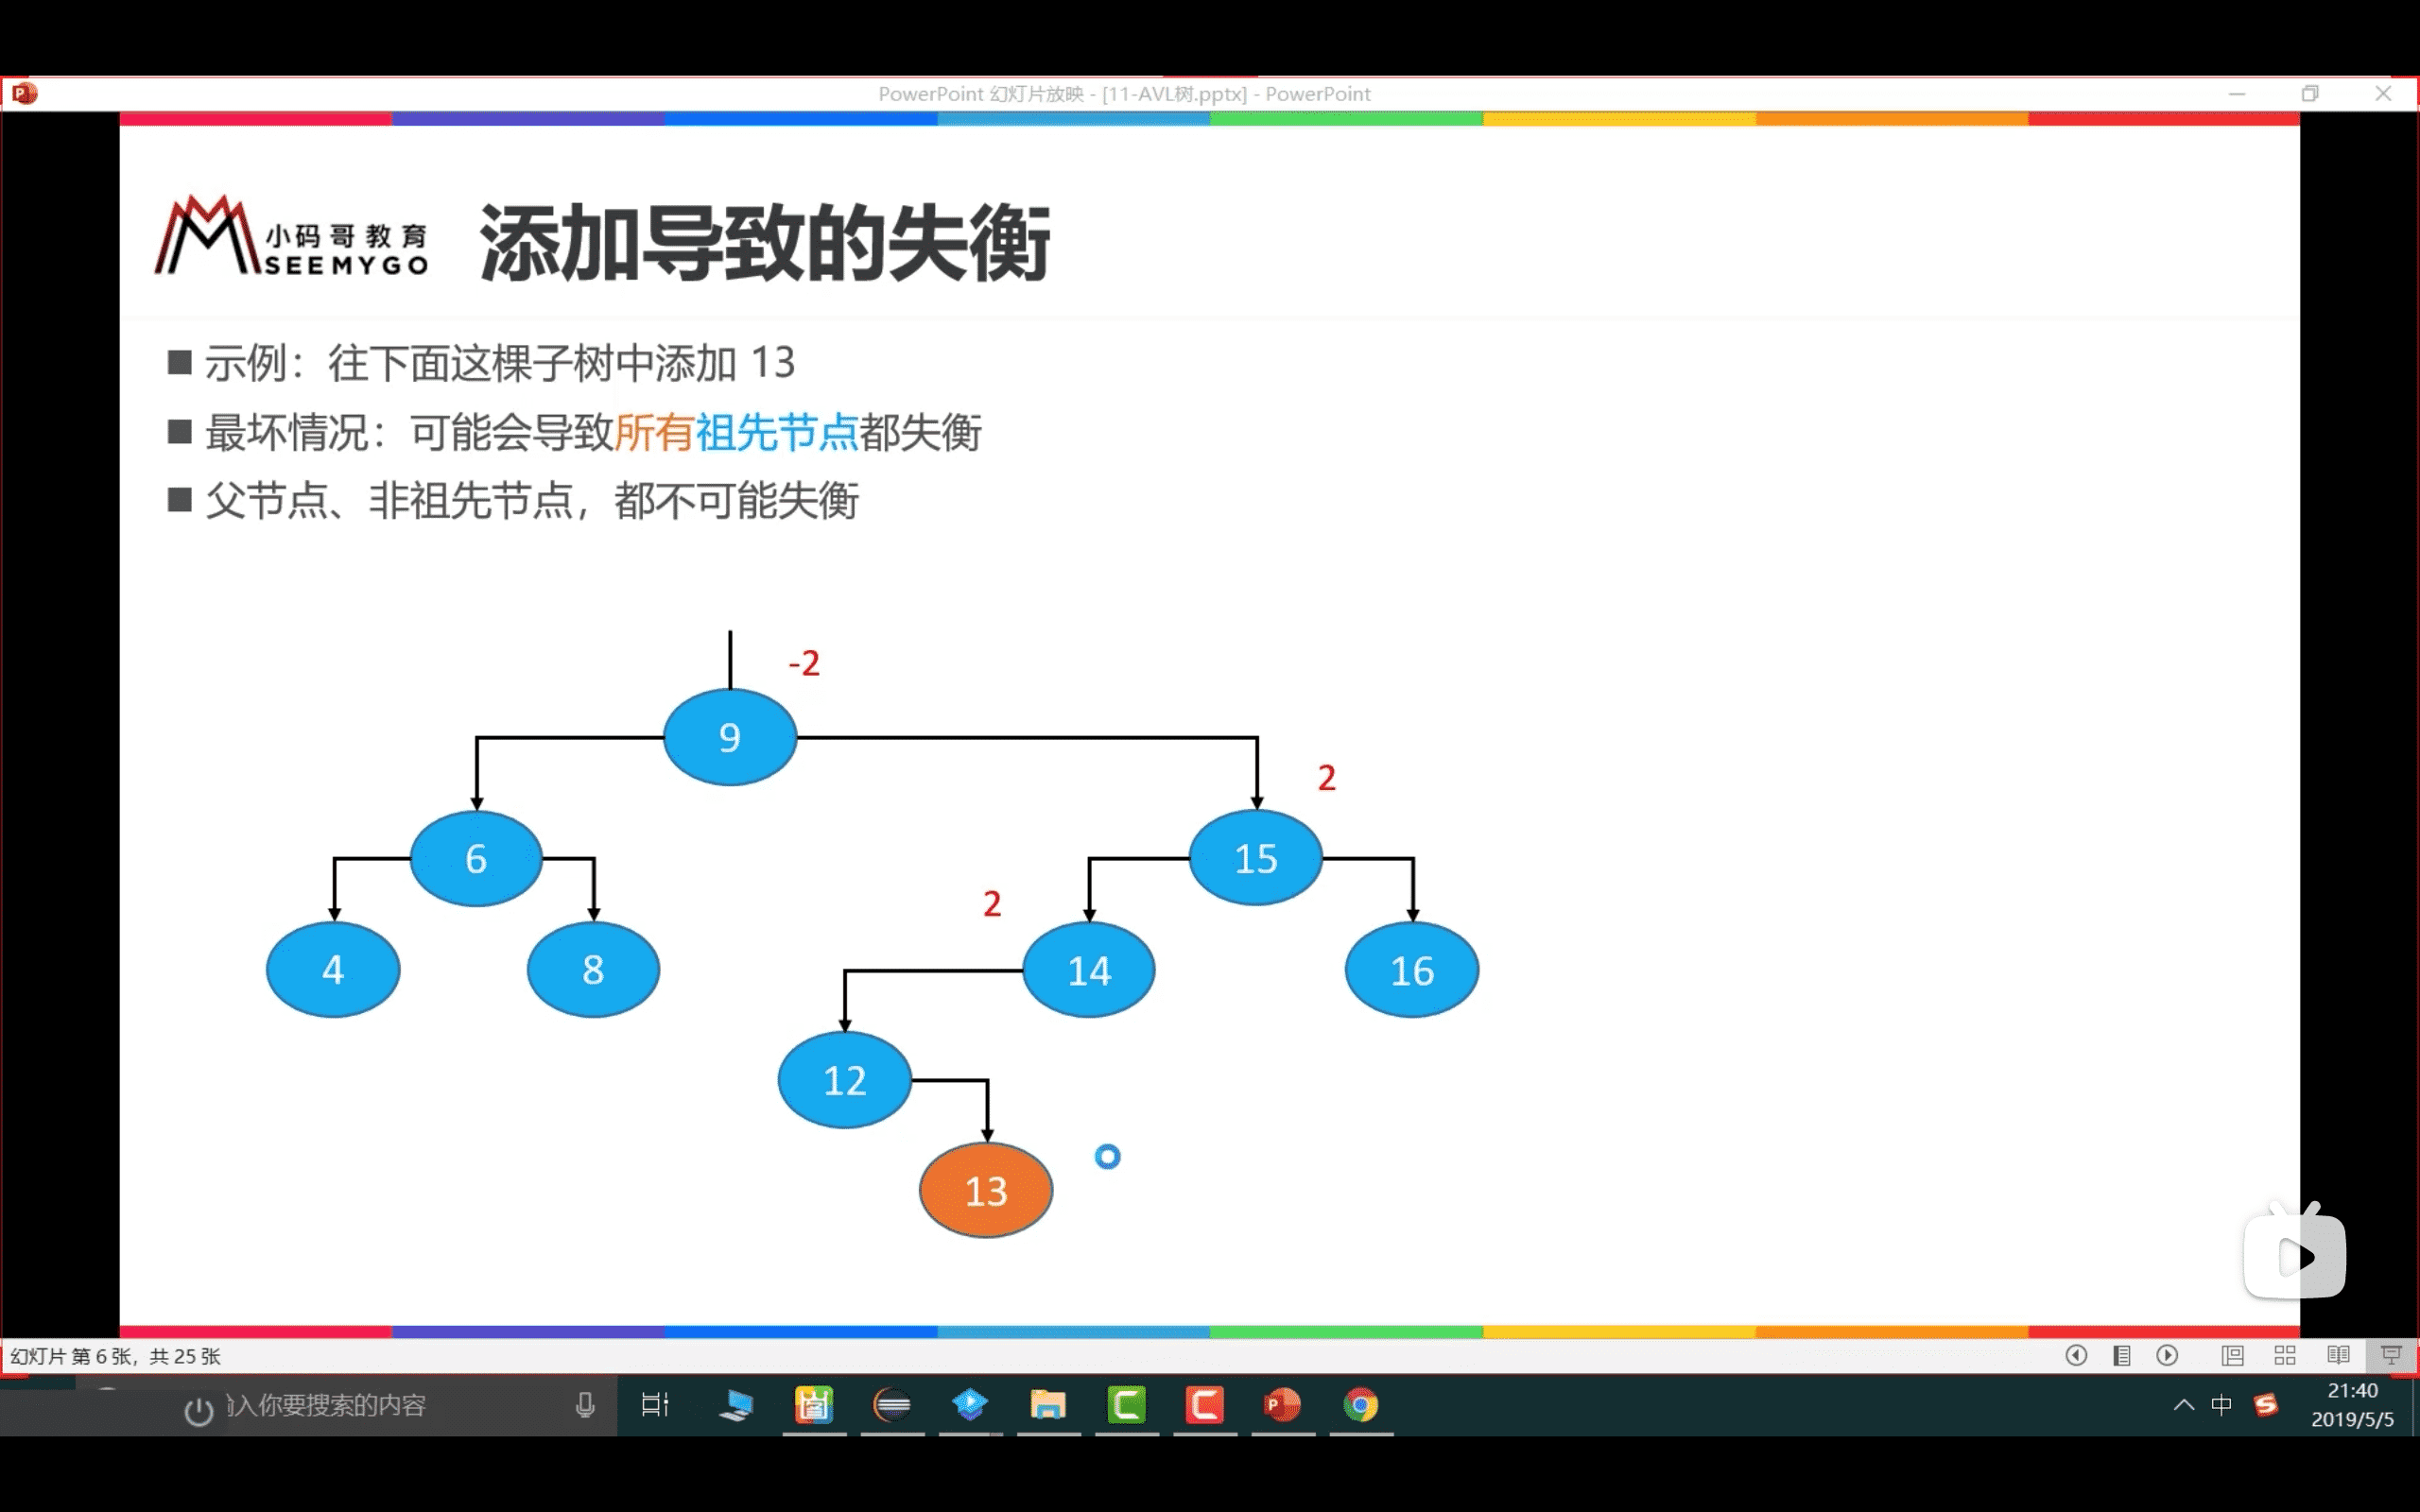 PowerPoint 幻灯片放映 - [11-AVL树.pptx] - PowerPoint
小码哥教育
SEEMYGO
添加导致的失衡
■ 示例：往下面这棵子树中添加 13
■ 最坏情况：可能会导致所有祖先节点都失衡
■ 父节点、非祖先节点，都不可能失衡
-2
9
2
6
15
2
4
8
14
16
12
13
幻灯片 第 6 张，共 25 张
入你要搜索的内容
中
21:40
2019/5/5